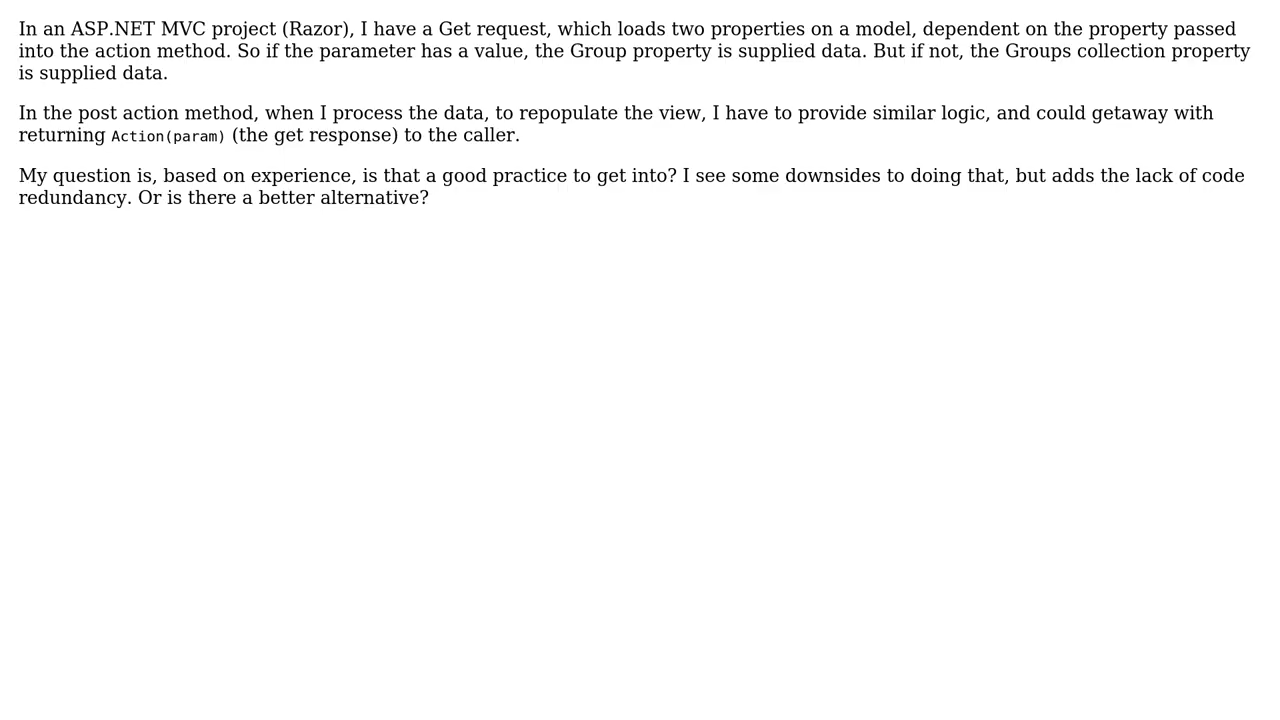 In an ASP.NET MVC project (Razor), I have a Get request, which loads two properties on a model, dependent on the property passed
into the action method. So if the parameter has a value, the Group property is supplied data. But if not, the Groups collection property
is supplied data.
In the post action method, when I process the data, to repopulate the view, I have to provide similar logic, and could getaway with
returning Action(param) (the get response) to the caller.
My question is, based on experience, is that a good practice to get into? I see some downsides to doing that, but adds the lack of code
redundancy. Or is there a better alternative?